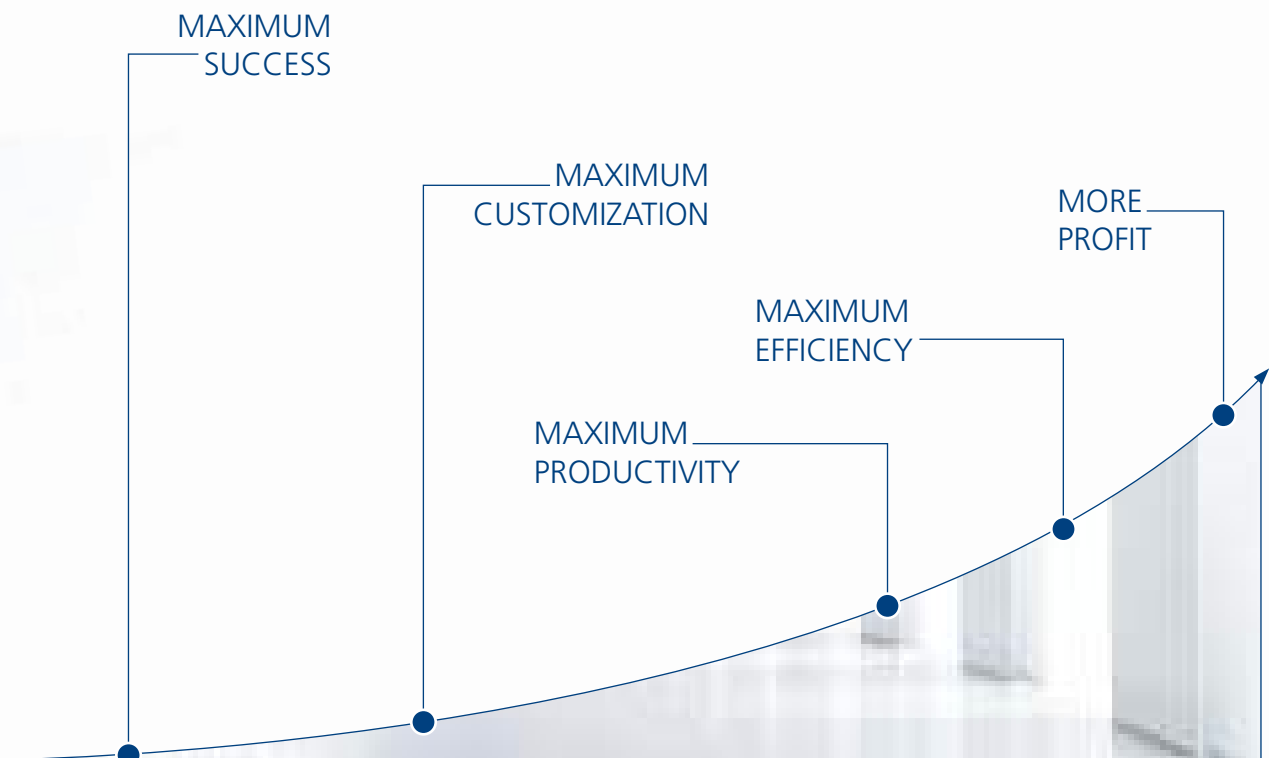 MAXIMUM
SUCCESS
MAXIMUM
CUSTOMIZATION
MORE
PROFIT
MAXIMUM
EFFICIENCY
MAXIMUM
PRODUCTIVITY